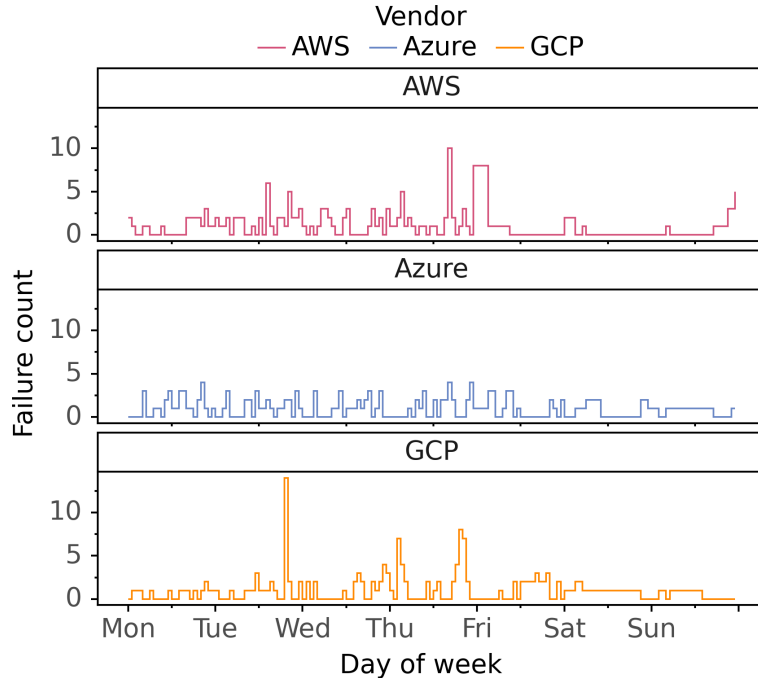 Vendor
AWS Azure GCP
AWS
10
5
0
Azure
10
5
0
GCP
10
5
0
Failure count
Mon Tue Wed Thu Fri Sat Sun
Day of week